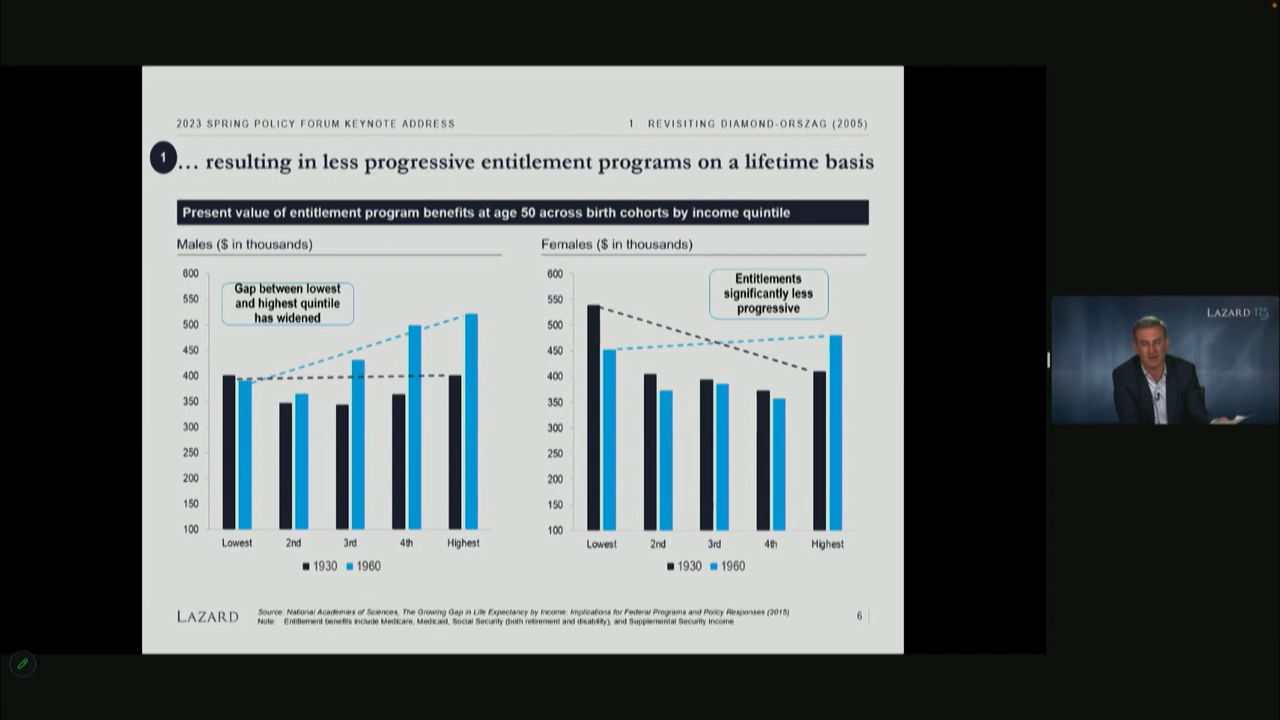 2023 SPRING POLICY FORUM KEYNOTE ADDRESS
1. REVISITING DIAMOND-ORSZAG (2005)
1
... resulting in less progressive entitlement programs on a lifetime basis
Present value of entitlement program benefits at age 50 across birth cohorts by income quintile
Males ($ in thousands)
600
550
500
450
400
350
300
250
200
150
100
Gap between lowest
and highest quintile
has widened
Lowest 2nd 3rd 4th Highest
1930 1960
Females ($ in thousands)
600
550
500
450
400
350
300
250
200
150
100
Entitlements
significantly less
progressive
Lowest 2nd 3rd 4th Highest
1930 1960
LAZARD
Source: National Academies of Sciences, The Growing Gap in Life Expectancy by Income: Implications for Federal Programs and Policy Responses (2015)
Note: Entitlement benefits include Medicare, Medicaid, Social Security (both retirement and disability), and Supplemental Security Income
6
LAZARD 175